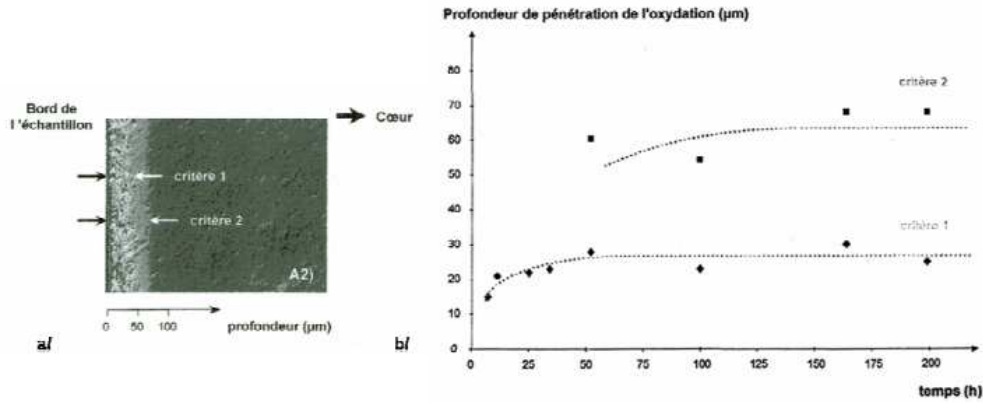 Bord de
l 'échantillon
Cœur
critère 1
critère 2
A2)
0 50 100
profondeur (µm)
a/
Profondeur de pénétration de l'oxydation (µm)
80
70
60
50
40
30
20
10
0
critère 2
critère 1
0 25 50 75 100 125 150 175 200
temps (h)
b/